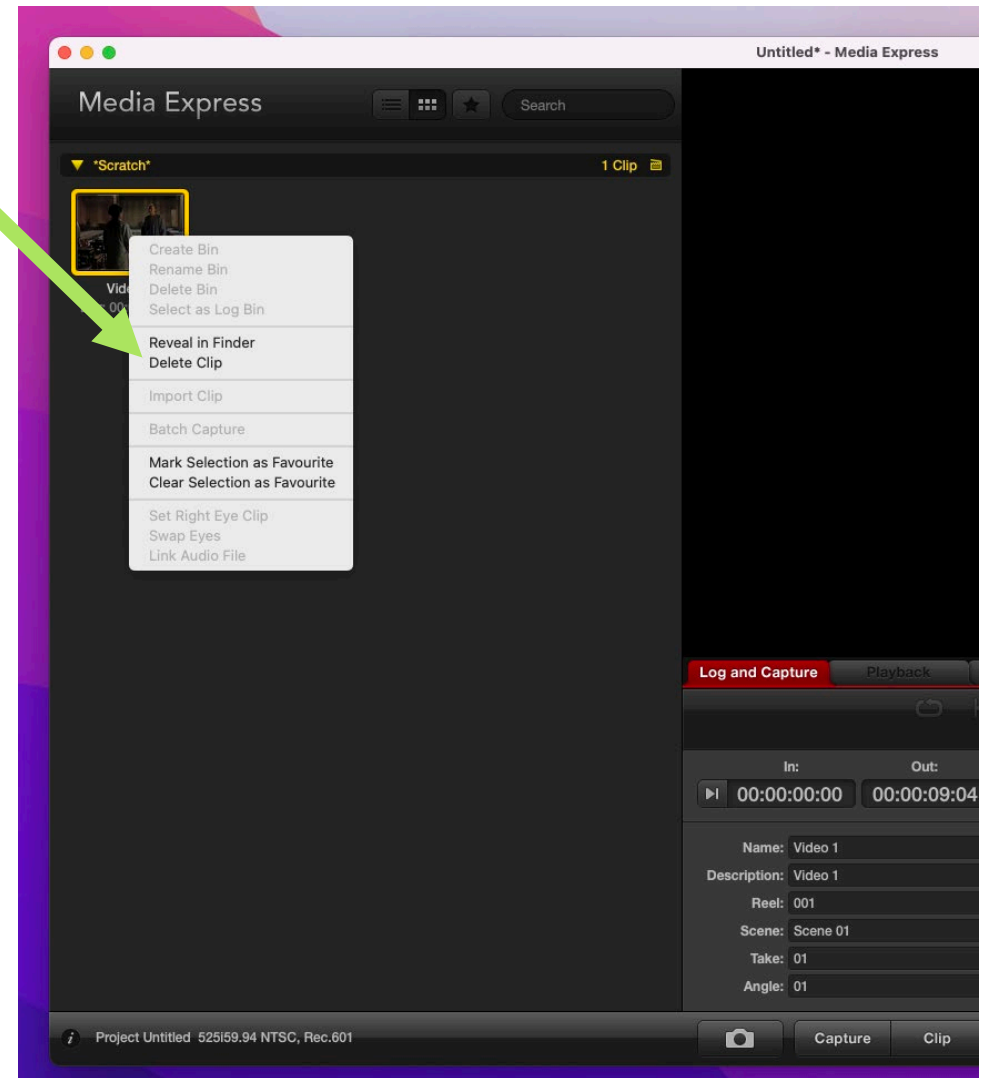 Untitled* - Media Express
Media Express
Search
*Scratch*
1 Clip
Create Bin
Rename Bin
Delete Bin
Select as Log Bin
Reveal in Finder
Delete Clip
Import Clip
Batch Capture
Mark Selection as Favourite
Clear Selection as Favourite
Set Right Eye Clip
Swap Eyes
Link Audio File
Log and Capture
Playback
In:
Out:
00:00:00:00
00:00:09:04
Name: Video 1
Description: Video 1
Reel: 001
Scene: Scene 01
Take: 01
Angle: 01
Project Untitled 525i59.94 NTSC, Rec.601
Capture
Clip